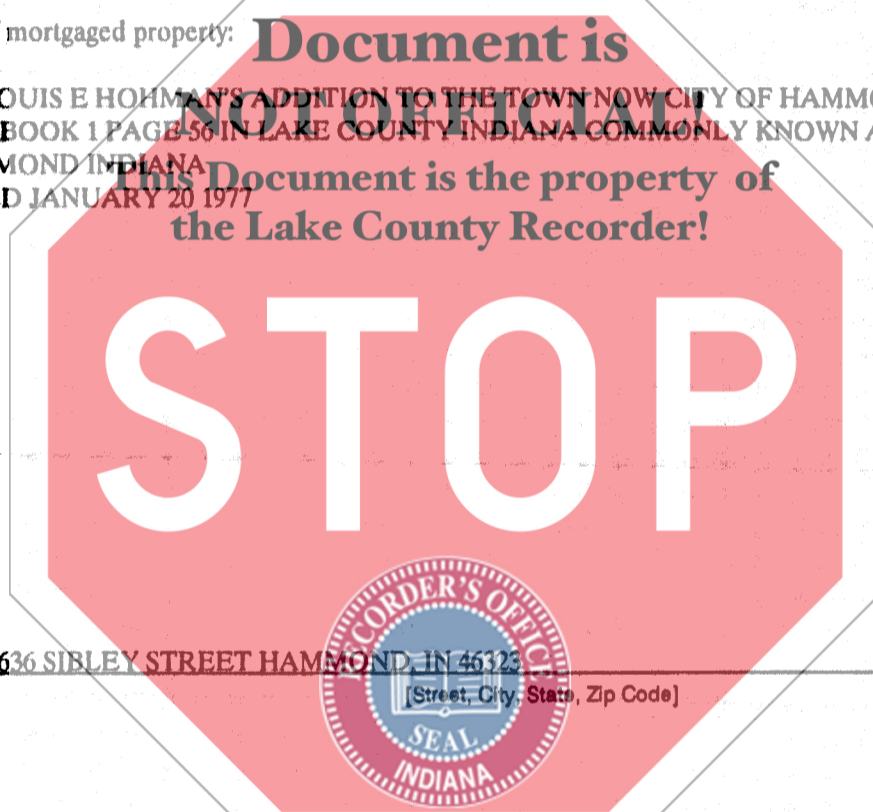 mortgaged property:
Document is
OUIS E HOHMAN'S ADDITION TO THE TOWN NOW CITY OF HAMMO
NOT OFFICIAL!
BOOK 1 PAGE 56 IN LAKE COUNTY INDIANA COMMONLY KNOWN A
MOND INDIANA
This Document is the property of
D JANUARY 20 1977
the Lake County Recorder!
STOP
636 SIBLEY STREET HAMMOND, IN 46323
[Street, City, State, Zip Code]
RECORDER'S OFFICE
SEAL
INDIANA